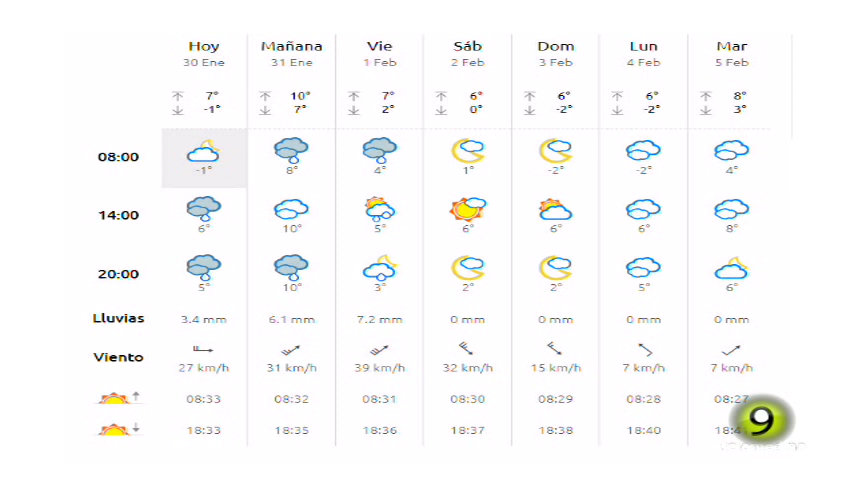 Hoy Mañana Vie Sáb Dom Lun Mar
30 Ene 31 Ene 1 Feb 2 Feb 3 Feb 4 Feb 5 Feb
7° 10° 7° 6° 6° 6° 8°
-1° 7° 2° 0° -2° -2° 3°
08:00
-1° 8° 4° 1° -2° -2° 4°
14:00
6° 10° 5° 6° 6° 6° 8°
20:00
5° 10° 3° 2° 2° 5° 6°
Lluvias 3.4 mm 6.1 mm 7.2 mm 0 mm 0 mm 0 mm 0 mm
Viento
27 km/h 31 km/h 39 km/h 32 km/h 15 km/h 7 km/h 7 km/h
08:33 08:32 08:31 08:30 08:29 08:28 08:27
18:33 18:35 18:36 18:37 18:38 18:40
9